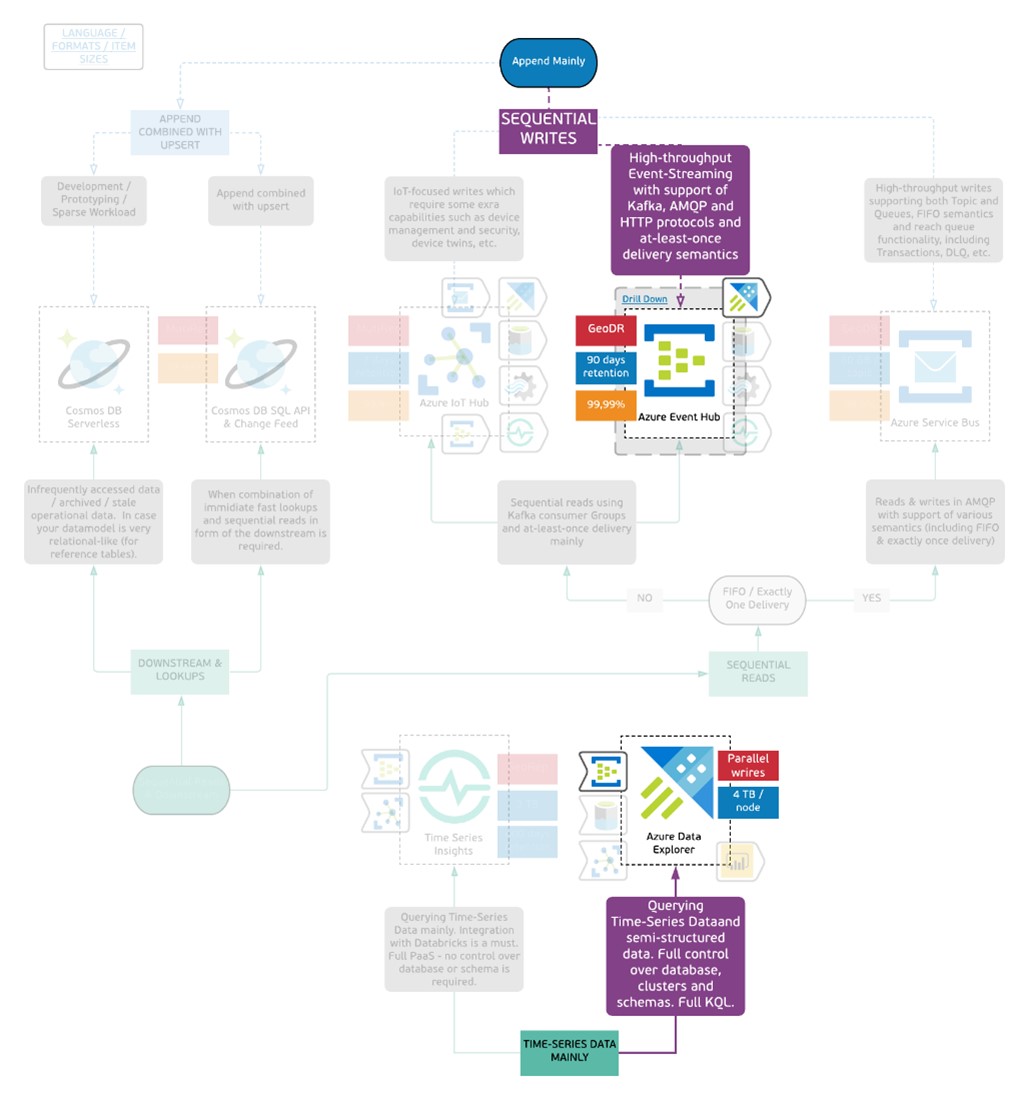 LANGUAGE /
FORMATS / ITEM
SIZES
Append Mainly
APPEND
COMBINED WITH
UPSERT
SEQUENTIAL
WRITES
Development /
Prototyping /
Sparse Workload
Append combined
with upsert
IoT-focused writes which
require some exra
capabilities such as device
management and security,
device twins, etc.
High-throughput
Event-Streaming
with support of
Kafka, AMQP and
HTTP protocols and
at-least-once
delivery semantics
High-throughput writes
supporting both Topic and
Queues, FIFO semantics
and reach queue
functionality, including
Transactions, DLQ, etc.
Drill Down
GeoDR
90 days
retention
99,99%
Cosmos DB
Serverless
Cosmos DB SQL API
& Change Feed
Azure IoT Hub
Azure Event Hub
Azure Service Bus
Infrequently accessed data
/ archived / stale
operational data. In case
your datamodel is very
relational-like (for
reference tables).
When combination of
immidiate fast lookups
and sequential reads in
form of the downstream is
required.
Sequential reads using
Kafka consumer Groups
and at-least-once delivery
mainly
Reads & writes in AMQP
with support of various
semantics (including FIFO
& exactly once delivery)
NO
FIFO / Exactly
One Delivery
YES
DOWNSTREAM &
LOOKUPS
SEQUENTIAL
READS
Time Series
Insights
Parallel
wrires
4 TB /
node
Azure Data
Explorer
Querying Time-Series
Data mainly. Integration
with Databricks is a must.
Full PaaS - no control over
database or schema is
required.
Querying
Time-Series Dataand
semi-structured
data. Full control
over database,
clusters and
schemas. Full KQL.
TIME-SERIES DATA
MAINLY